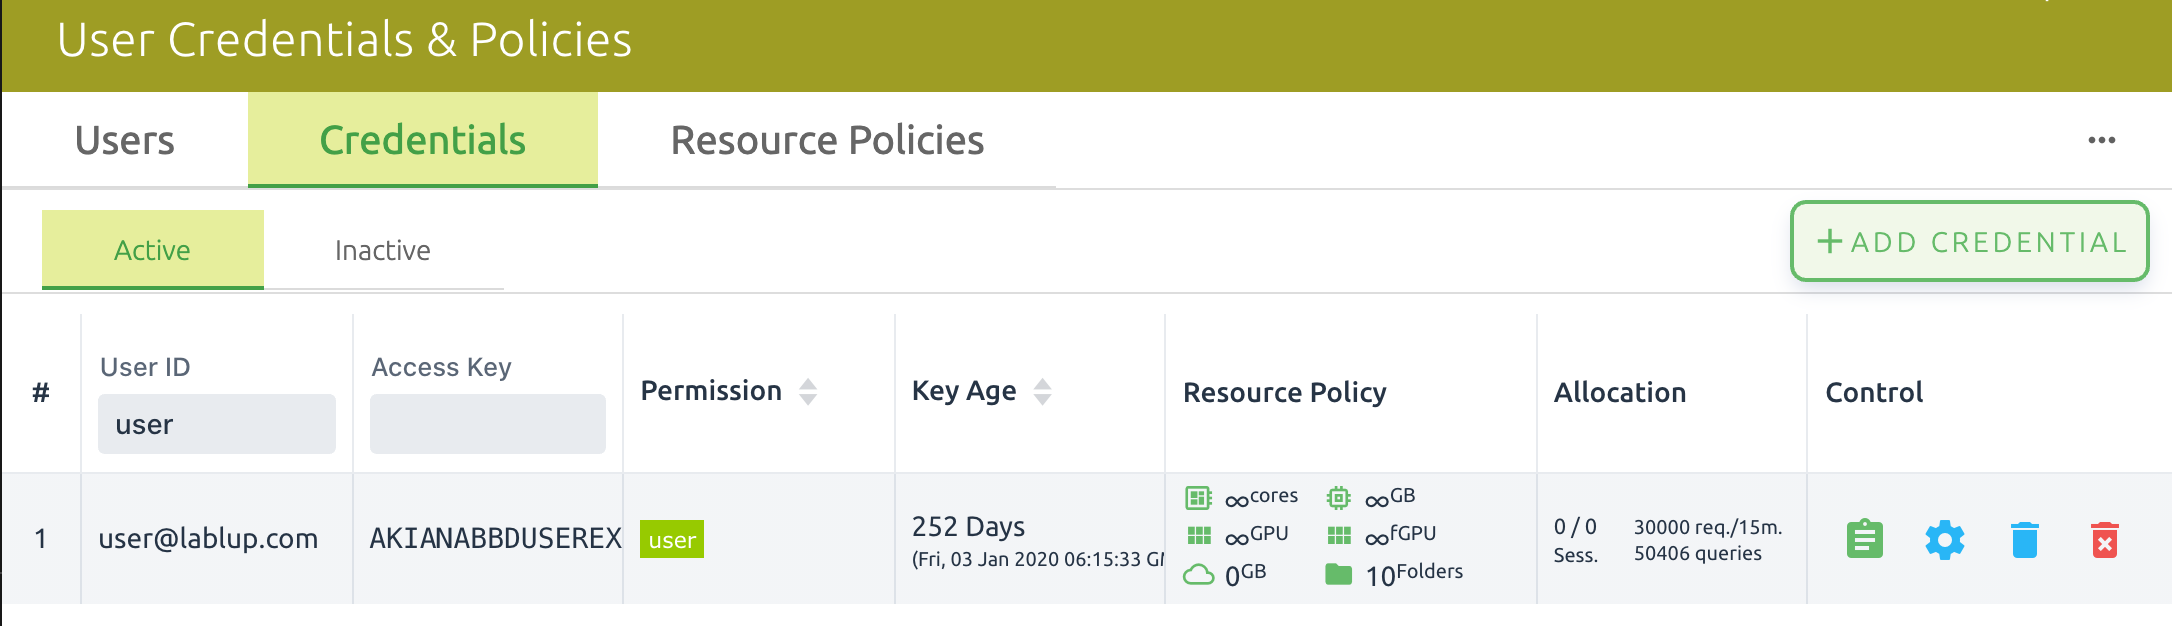 User Credentials & Policies
Users Credentials Resource Policies
Active Inactive + ADD CREDENTIAL
# User ID Access Key Permission Key Age Resource Policy Allocation Control
user
1 user@lablup.com AKIANABBDUSEREX user 252 Days
(Fri, 03 Jan 2020 06:15:33 G
∞cores ∞GB
∞GPU ∞fGPU
0GB 10Folders
0 / 0
Sess.
30000 req./15m.
50406 queries